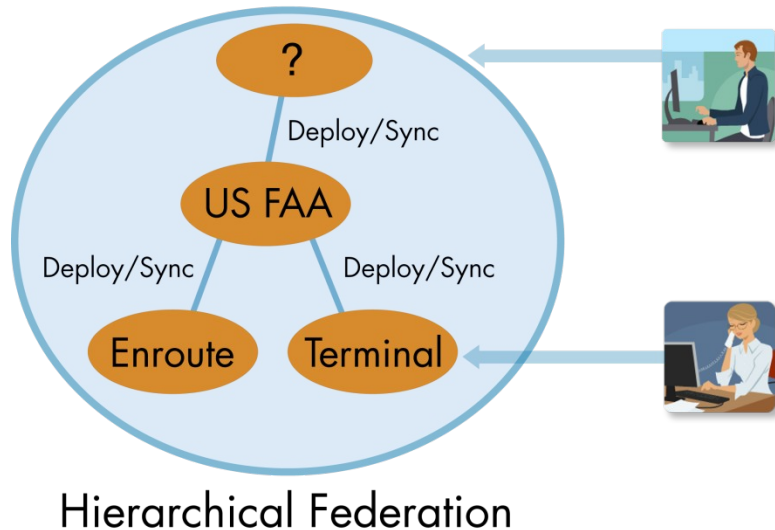 ?
Deploy/Sync
US FAA
Deploy/Sync Deploy/Sync
Enroute Terminal
Hierarchical Federation